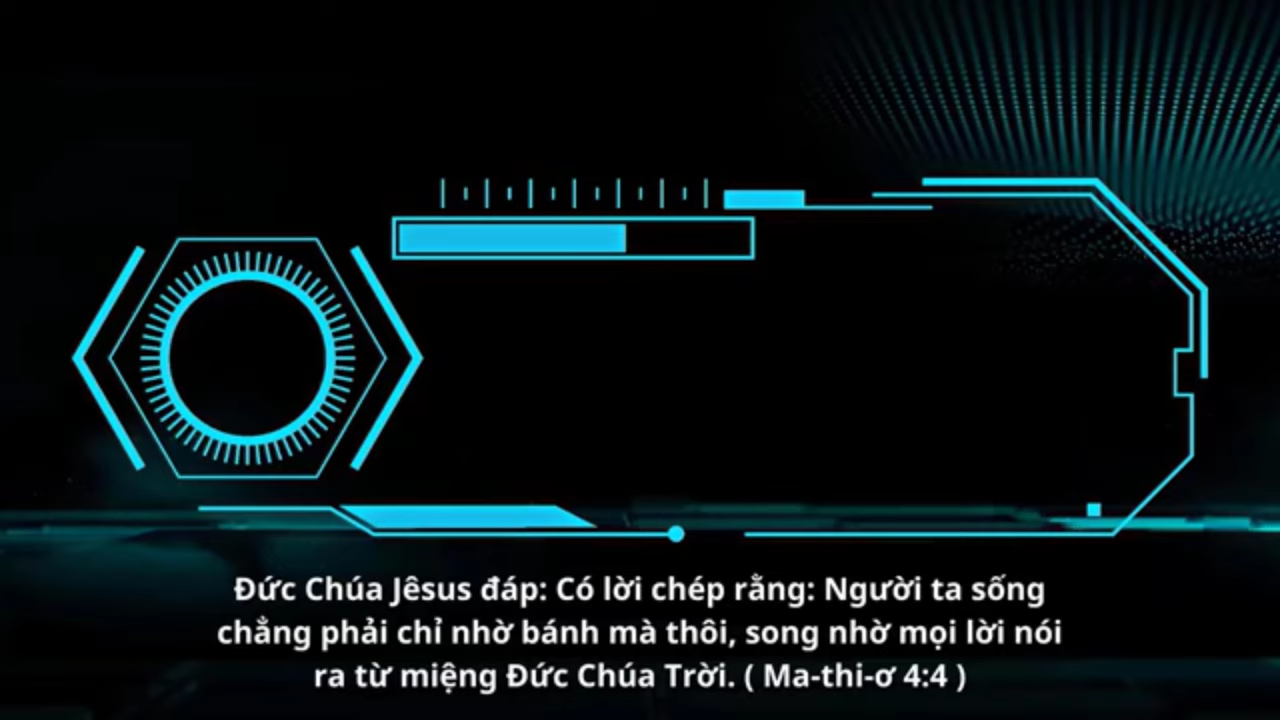 Đức Chúa Jêsus đáp: Có lời chép rằng: Người ta sống
chẳng phải chỉ nhờ bánh mà thôi, song nhờ mọi lời nói
ra từ miệng Đức Chúa Trời. ( Ma-thi-ơ 4:4 )